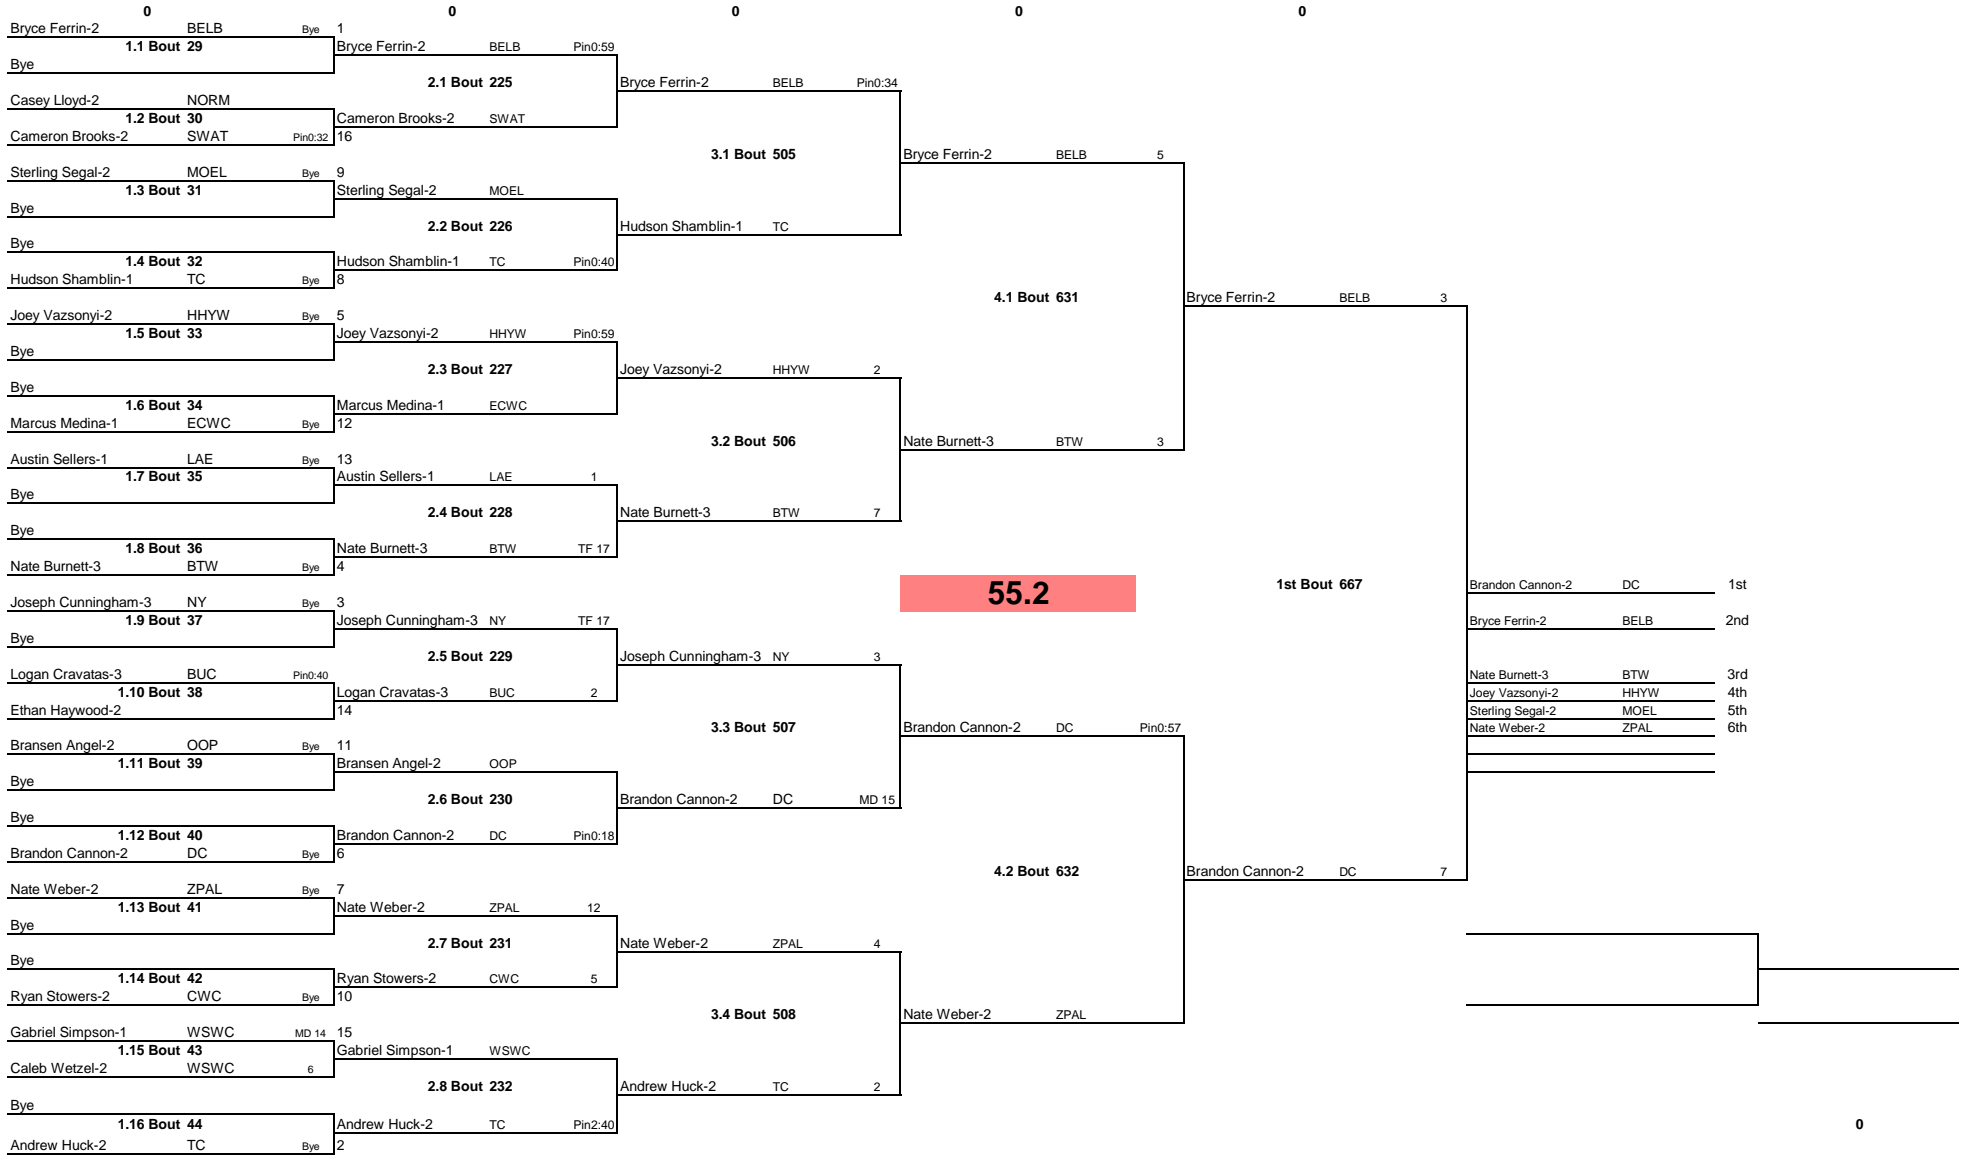 0 0 0 0 0
Bryce Ferrin-2 BELB Bye 1
1.1 Bout 29 Bryce Ferrin-2 BELB Pin0:59
Bye
2.1 Bout 225 Bryce Ferrin-2 BELB Pin0:34
Casey Lloyd-2 NORM
1.2 Bout 30 Cameron Brooks-2 SWAT
Cameron Brooks-2 SWAT Pin0:32 16
3.1 Bout 505 Bryce Ferrin-2 BELB 5
Sterling Segal-2 MOEL Bye 9
1.3 Bout 31 Sterling Segal-2 MOEL
Bye
2.2 Bout 226 Hudson Shamblin-1 TC
Bye
1.4 Bout 32 Hudson Shamblin-1 TC Pin0:40
Hudson Shamblin-1 TC Bye 8
4.1 Bout 631 Bryce Ferrin-2 BELB 3
Joey Vazsonyi-2 HHYW Bye 5
1.5 Bout 33 Joey Vazsonyi-2 HHYW Pin0:59
Bye
2.3 Bout 227 Joey Vazsonyi-2 HHYW 2
Bye
1.6 Bout 34 Marcus Medina-1 ECWC
Marcus Medina-1 ECWC Bye 12
3.2 Bout 506 Nate Burnett-3 BTW 3
Austin Sellers-1 LAE Bye 13
1.7 Bout 35 Austin Sellers-1 LAE 1
Bye
2.4 Bout 228 Nate Burnett-3 BTW 7
Bye
1.8 Bout 36 Nate Burnett-3 BTW TF 17
Nate Burnett-3 BTW Bye 4
55.2 1st Bout 667 Brandon Cannon-2 DC 1st
Joseph Cunningham-3 NY Bye 3
1.9 Bout 37 Joseph Cunningham-3 NY TF 17 Bryce Ferrin-2 BELB 2nd
Bye
2.5 Bout 229 Joseph Cunningham-3 NY 3
Logan Cravatas-3 BUC Pin0:40 Nate Burnett-3 BTW 3rd
1.10 Bout 38 Logan Cravatas-3 BUC 2 Joey Vazsonyi-2 HHYW 4th
Ethan Haywood-2 14 Sterling Segal-2 MOEL 5th
3.3 Bout 507 Brandon Cannon-2 DC Pin0:57 Nate Weber-2 ZPAL 6th
Bransen Angel-2 OOP Bye 11
1.11 Bout 39 Bransen Angel-2 OOP
Bye
2.6 Bout 230 Brandon Cannon-2 DC MD 15
Bye
1.12 Bout 40 Brandon Cannon-2 DC Pin0:18
Brandon Cannon-2 DC Bye 6
4.2 Bout 632 Brandon Cannon-2 DC 7
Nate Weber-2 ZPAL Bye 7
1.13 Bout 41 Nate Weber-2 ZPAL 12
Bye
2.7 Bout 231 Nate Weber-2 ZPAL 4
Bye
1.14 Bout 42 Ryan Stowers-2 CWC 5
Ryan Stowers-2 CWC Bye 10
3.4 Bout 508 Nate Weber-2 ZPAL
Gabriel Simpson-1 WSWC MD 14 15
1.15 Bout 43 Gabriel Simpson-1 WSWC
Caleb Wetzel-2 WSWC 6
2.8 Bout 232 Andrew Huck-2 TC 2
Bye
1.16 Bout 44 Andrew Huck-2 TC Pin2:40 0
Andrew Huck-2 TC Bye 2